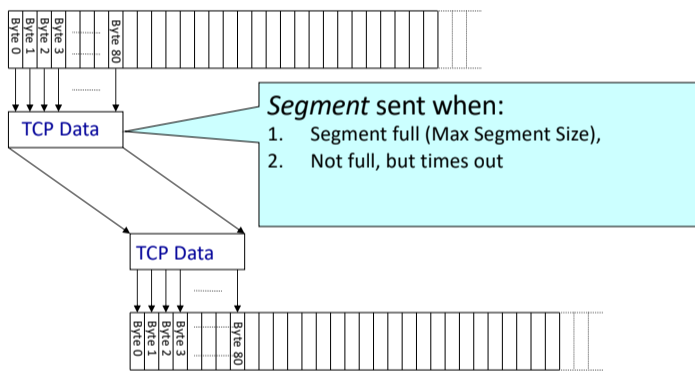 Byte 0
Byte 1
Byte 2
Byte 3
Byte 80
Segment sent when:
1. Segment full (Max Segment Size),
2. Not full, but times out
TCP Data
TCP Data
Byte 0
Byte 1
Byte 2
Byte 3
Byte 80